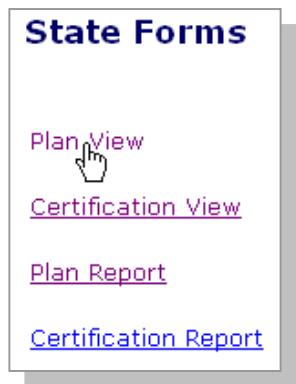 State Forms
Plan View
Certification View
Plan Report
Certification Report